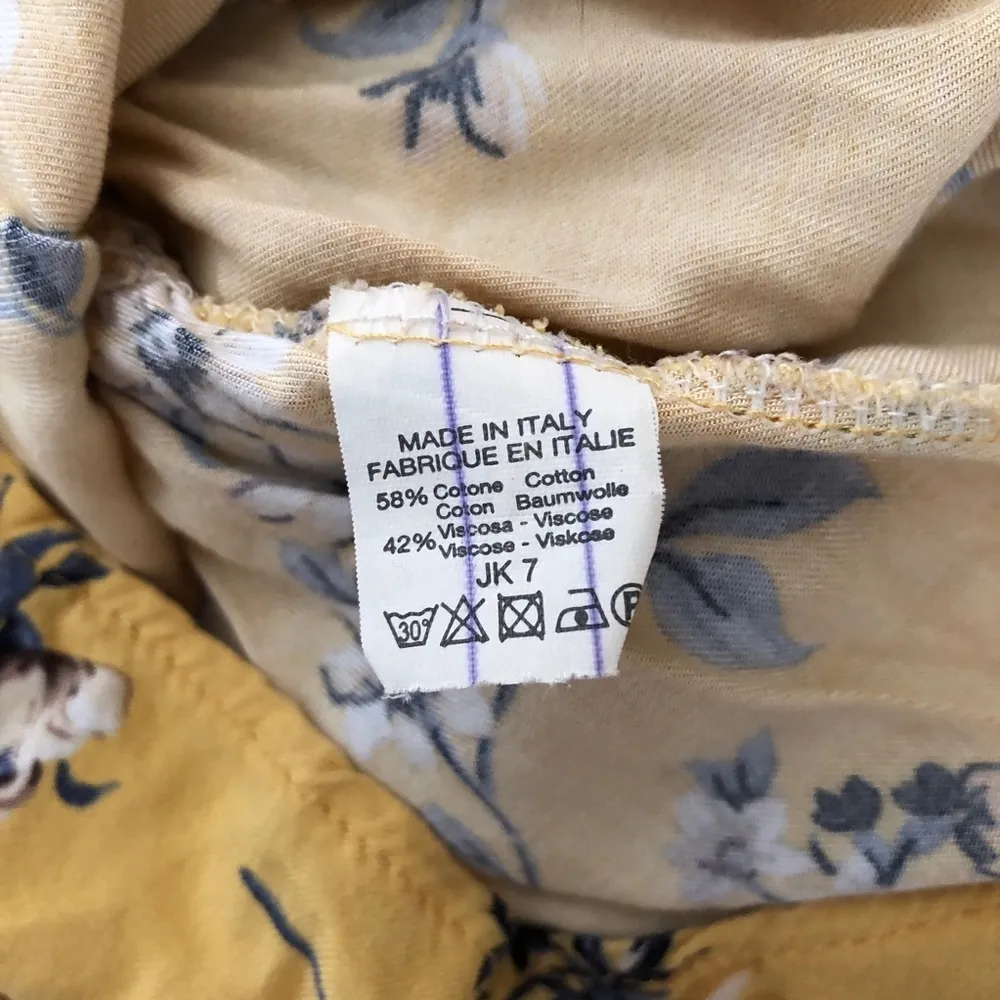 MADE IN ITALY
FABRIQUE EN ITALIE
58% Cotone Cotton
Coton Baumwolle
42% Viscosa - Viscose
Viscose - Viskose
JK 7
30° P